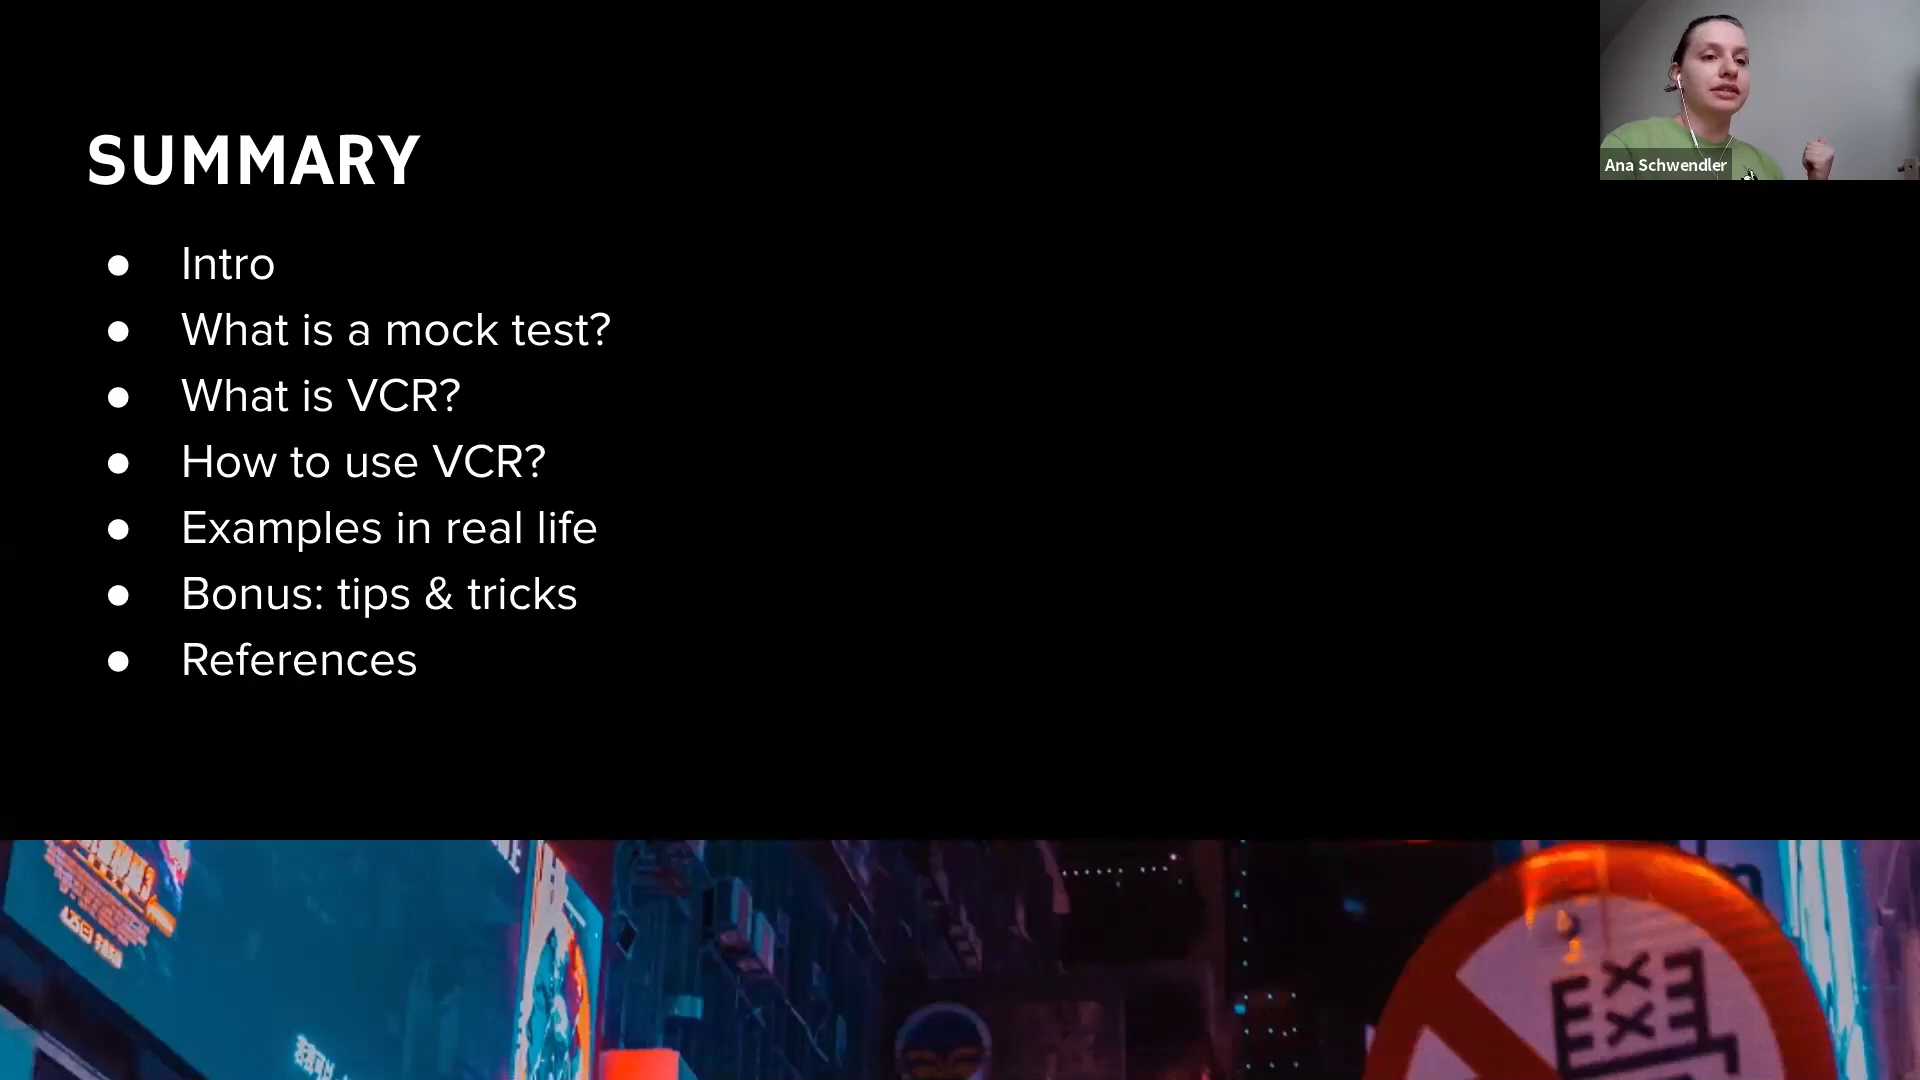 SUMMARY
● Intro
● What is a mock test?
● What is VCR?
● How to use VCR?
● Examples in real life
● Bonus: tips & tricks
● References
Ana Schwendler